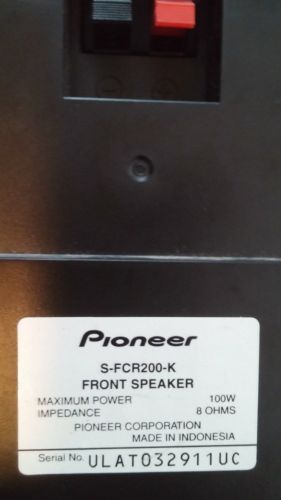 Pioneer
S-FCR200-K
FRONT SPEAKER
MAXIMUM POWER 100W
IMPEDANCE 8 OHMS
PIONEER CORPORATION
MADE IN INDONESIA
Serial No. ULAT032911UC